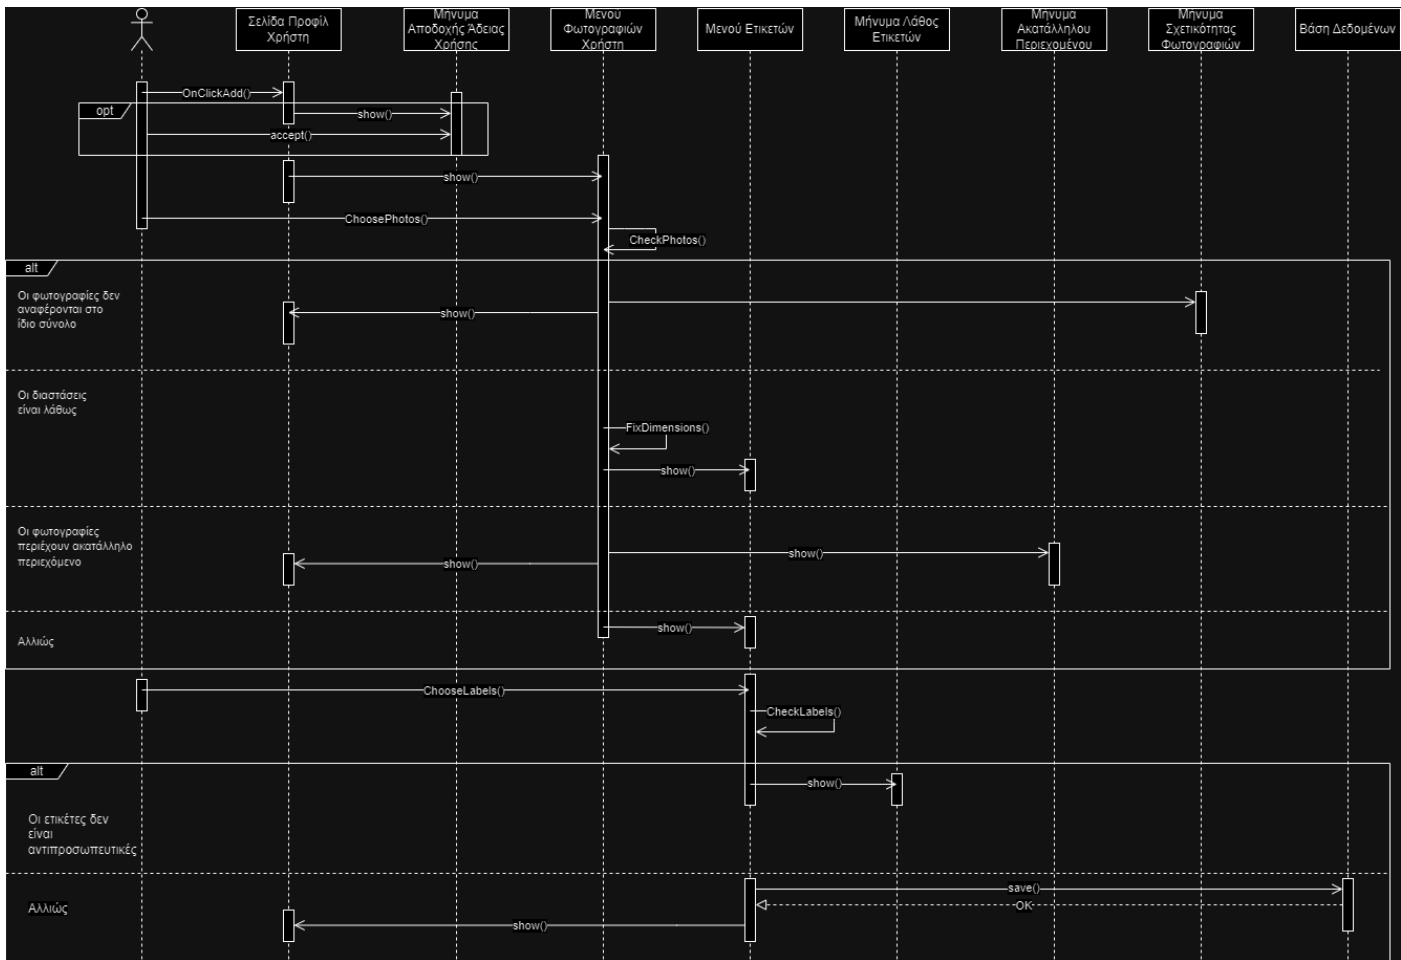 Σελίδα Προφίλ
Χρήστη
Μήνυμα
Αποδοχής Άδειας
Χρήσης
Μενού
Φωτογραφιών
Χρήστη
Μενού Ετικετών
Μήνυμα Λάθος
Ετικετών
Μήνυμα
Ακατάλληλου
Περιεχομένου
Μήνυμα
Σχετικότητας
Φωτογραφιών
Βάση Δεδομένων
OnClickAdd()
opt
show()
accept()
show()
ChoosePhotos()
CheckPhotos()
alt
Οι φωτογραφίες δεν
αναφέρονται στο
ίδιο σύνολο
show()
Οι διαστάσεις
είναι λάθως
FixDimensions()
show()
Οι φωτογραφίες
περιέχουν ακατάλληλο
περιεχόμενο
show()
show()
Αλλιώς
show()
ChooseLabels()
CheckLabels()
alt
show()
Οι ετικέτες δεν
είναι
αντιπροσωπευτικές
save()
OK
Αλλιώς
show()